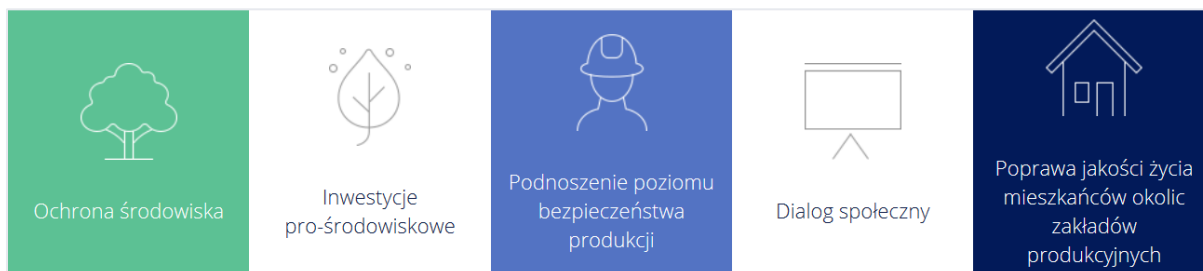 Ochrona środowiska
Inwestycje
pro-środowiskowe
Podnoszenie poziomu
bezpieczeństwa
produkcji
Dialog społeczny
Poprawa jakości życia
mieszkańców okolic
zakładów
produkcyjnych